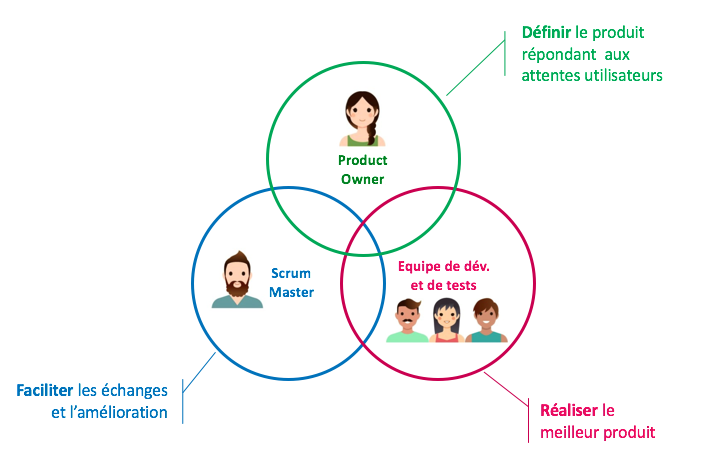 Définir le produit
répondant aux
attentes utilisateurs
Product
Owner
Scrum
Master
Equipe de dév.
et de tests
Faciliter les échanges
et l’amélioration
Réaliser le
meilleur produit